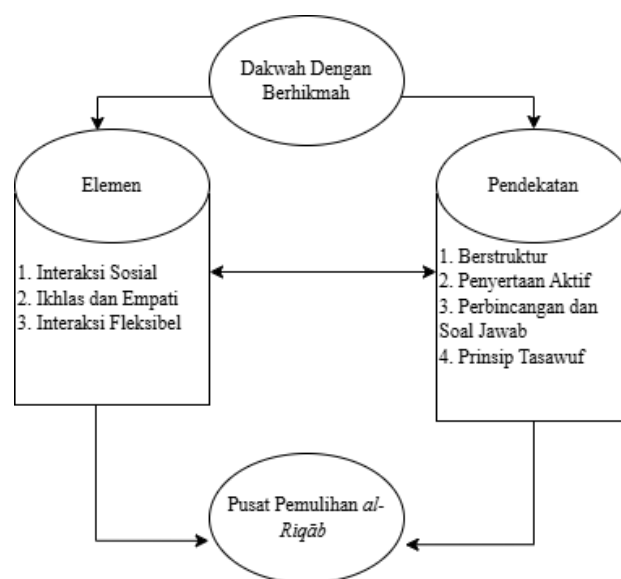 Dakwah Dengan
Berhikmah
Elemen
1. Interaksi Sosial
2. Ikhlas dan Empati
3. Interaksi Fleksibel
Pendekatan
1. Berstruktur
2. Penyertaan Aktif
3. Perbincangan dan
Soal Jawab
4. Prinsip Tasawuf
Pusat Pemulihan al-
Riqāb